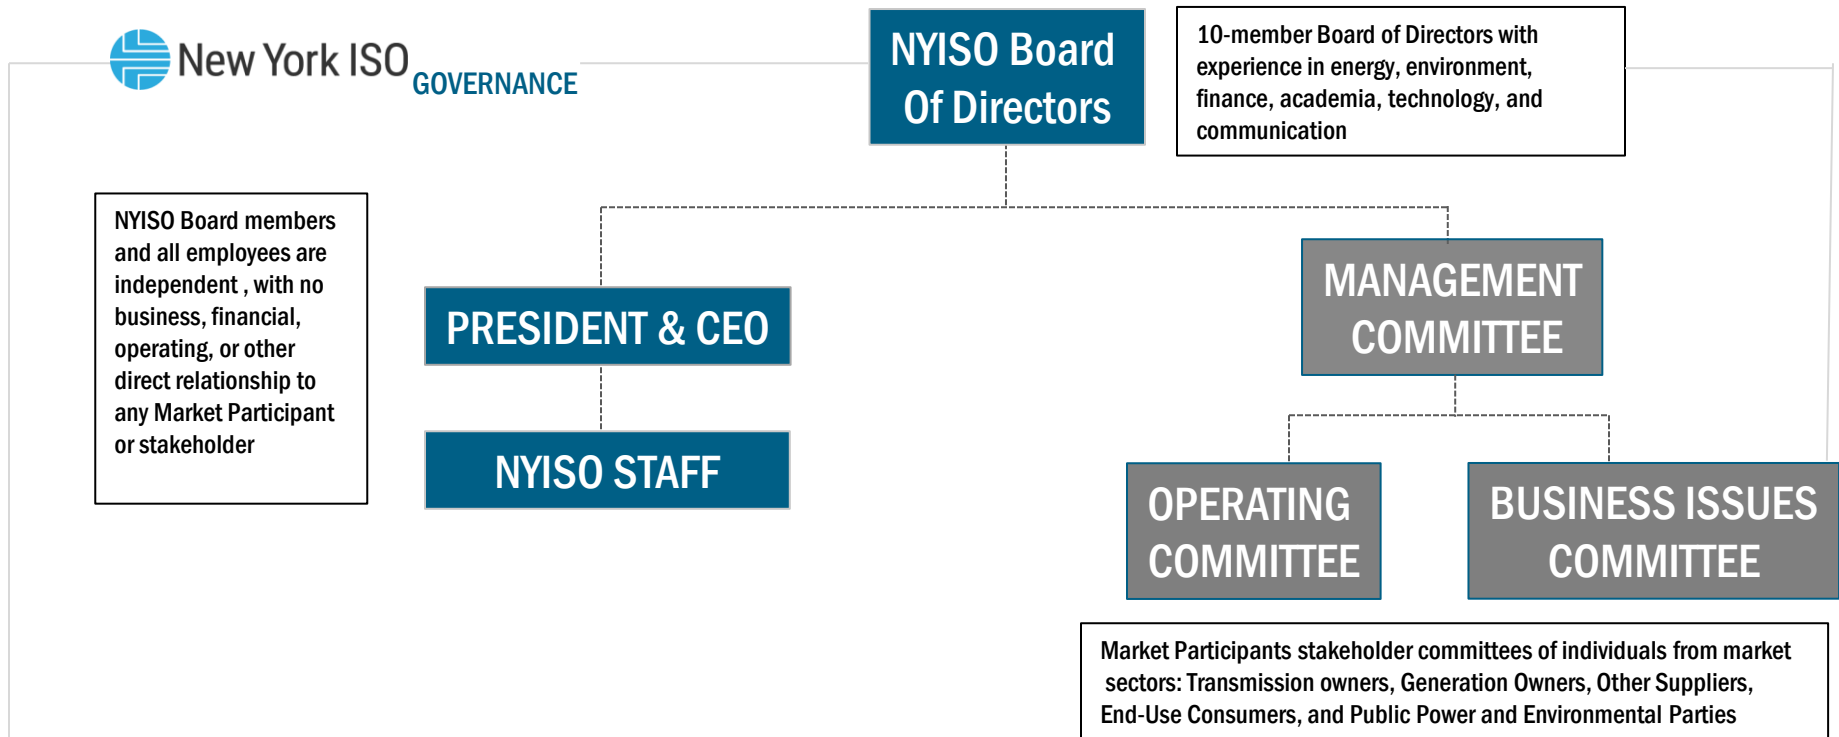 New York ISO
GOVERNANCE
NYISO Board
Of Directors
10-member Board of Directors with
experience in energy, environment,
finance, academia, technology, and
communication
NYISO Board members
and all employees are
independent , with no
business, financial,
operating, or other
direct relationship to
any Market Participant
or stakeholder
PRESIDENT & CEO
NYISO STAFF
MANAGEMENT
COMMITTEE
OPERATING
COMMITTEE
BUSINESS ISSUES
COMMITTEE
Market Participants stakeholder committees of individuals from market
sectors: Transmission owners, Generation Owners, Other Suppliers,
End-Use Consumers, and Public Power and Environmental Parties